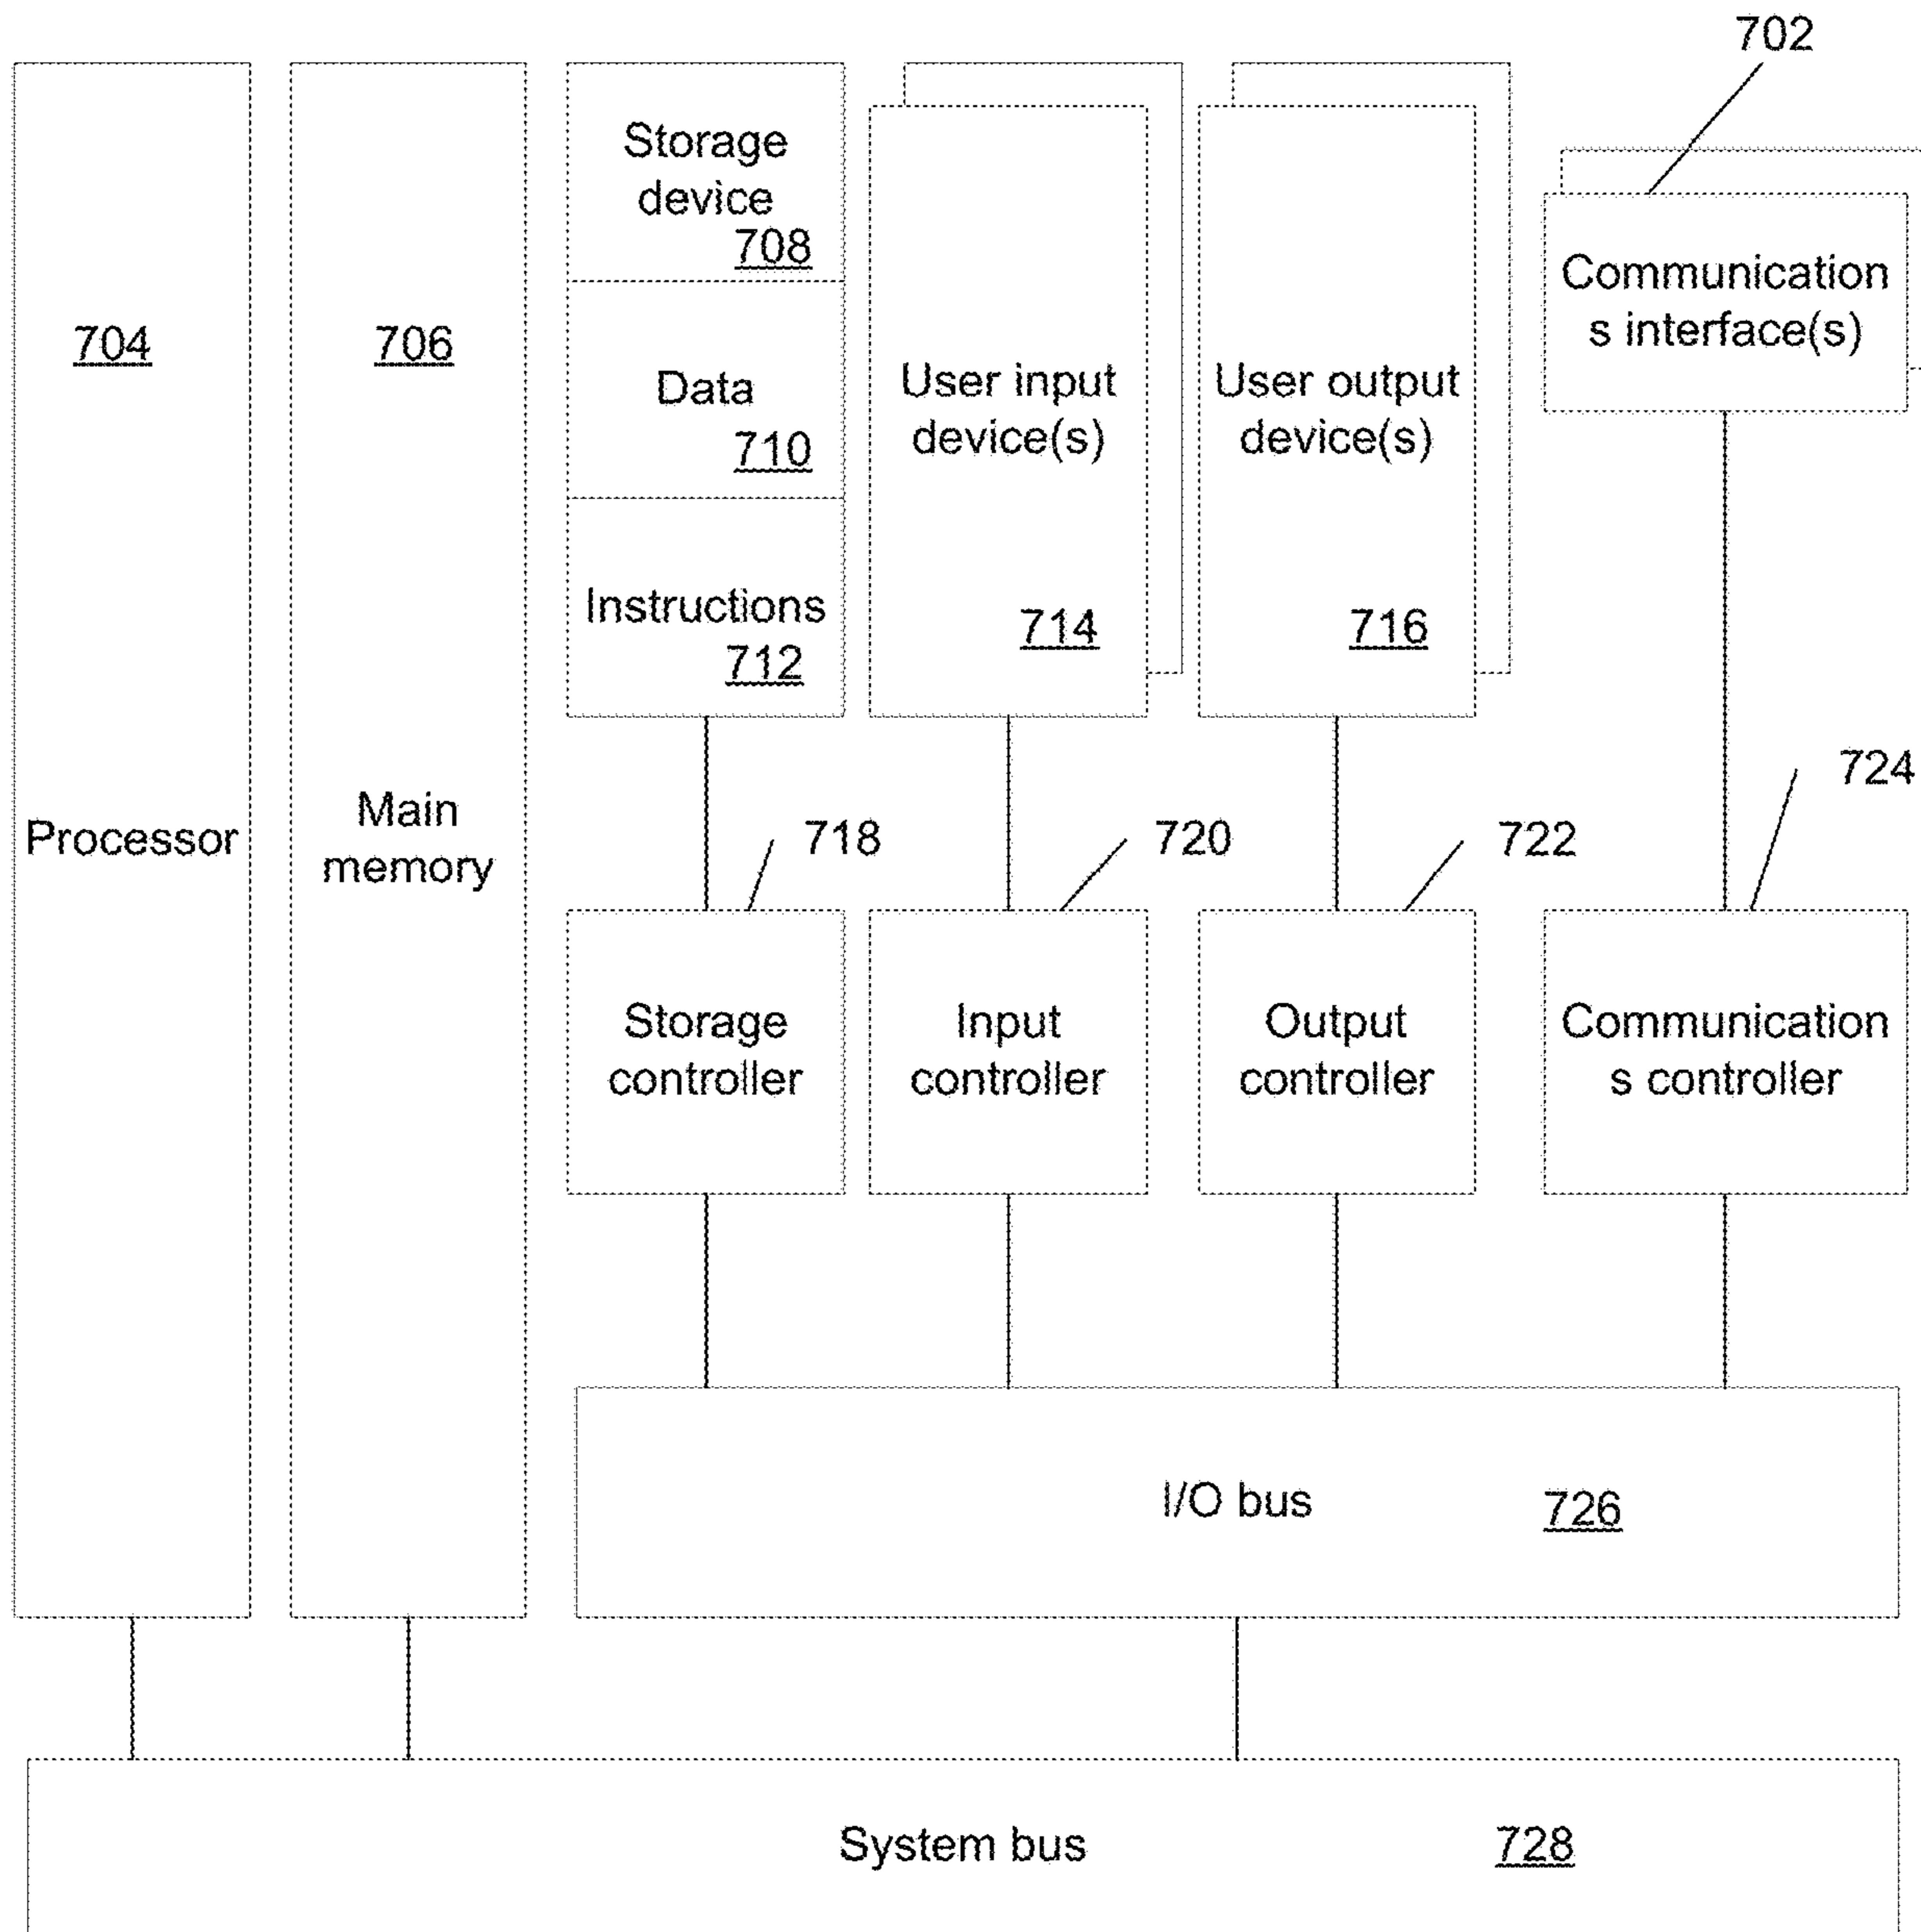 702
704
Processor
706
Main
memory
Storage
device
708
Data
710
Instructions
712
User input
device(s)
714
User output
device(s)
716
Communication
s interface(s)
718
720
722
724
Storage
controller
Input
controller
Output
controller
Communication
s controller
I/O bus
726
System bus
728